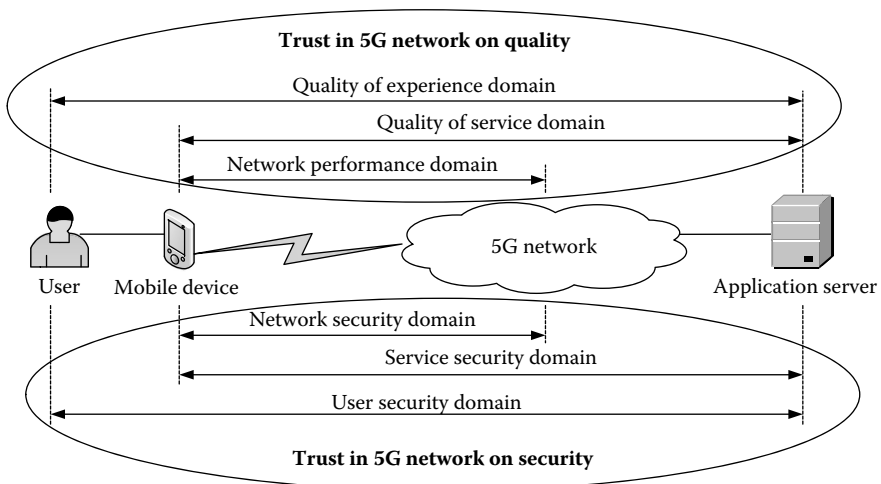 Trust in 5G network on quality
Quality of experience domain
Quality of service domain
Network performance domain
5G network
User
Mobile device
Application server
Network security domain
Service security domain
User security domain
Trust in 5G network on security